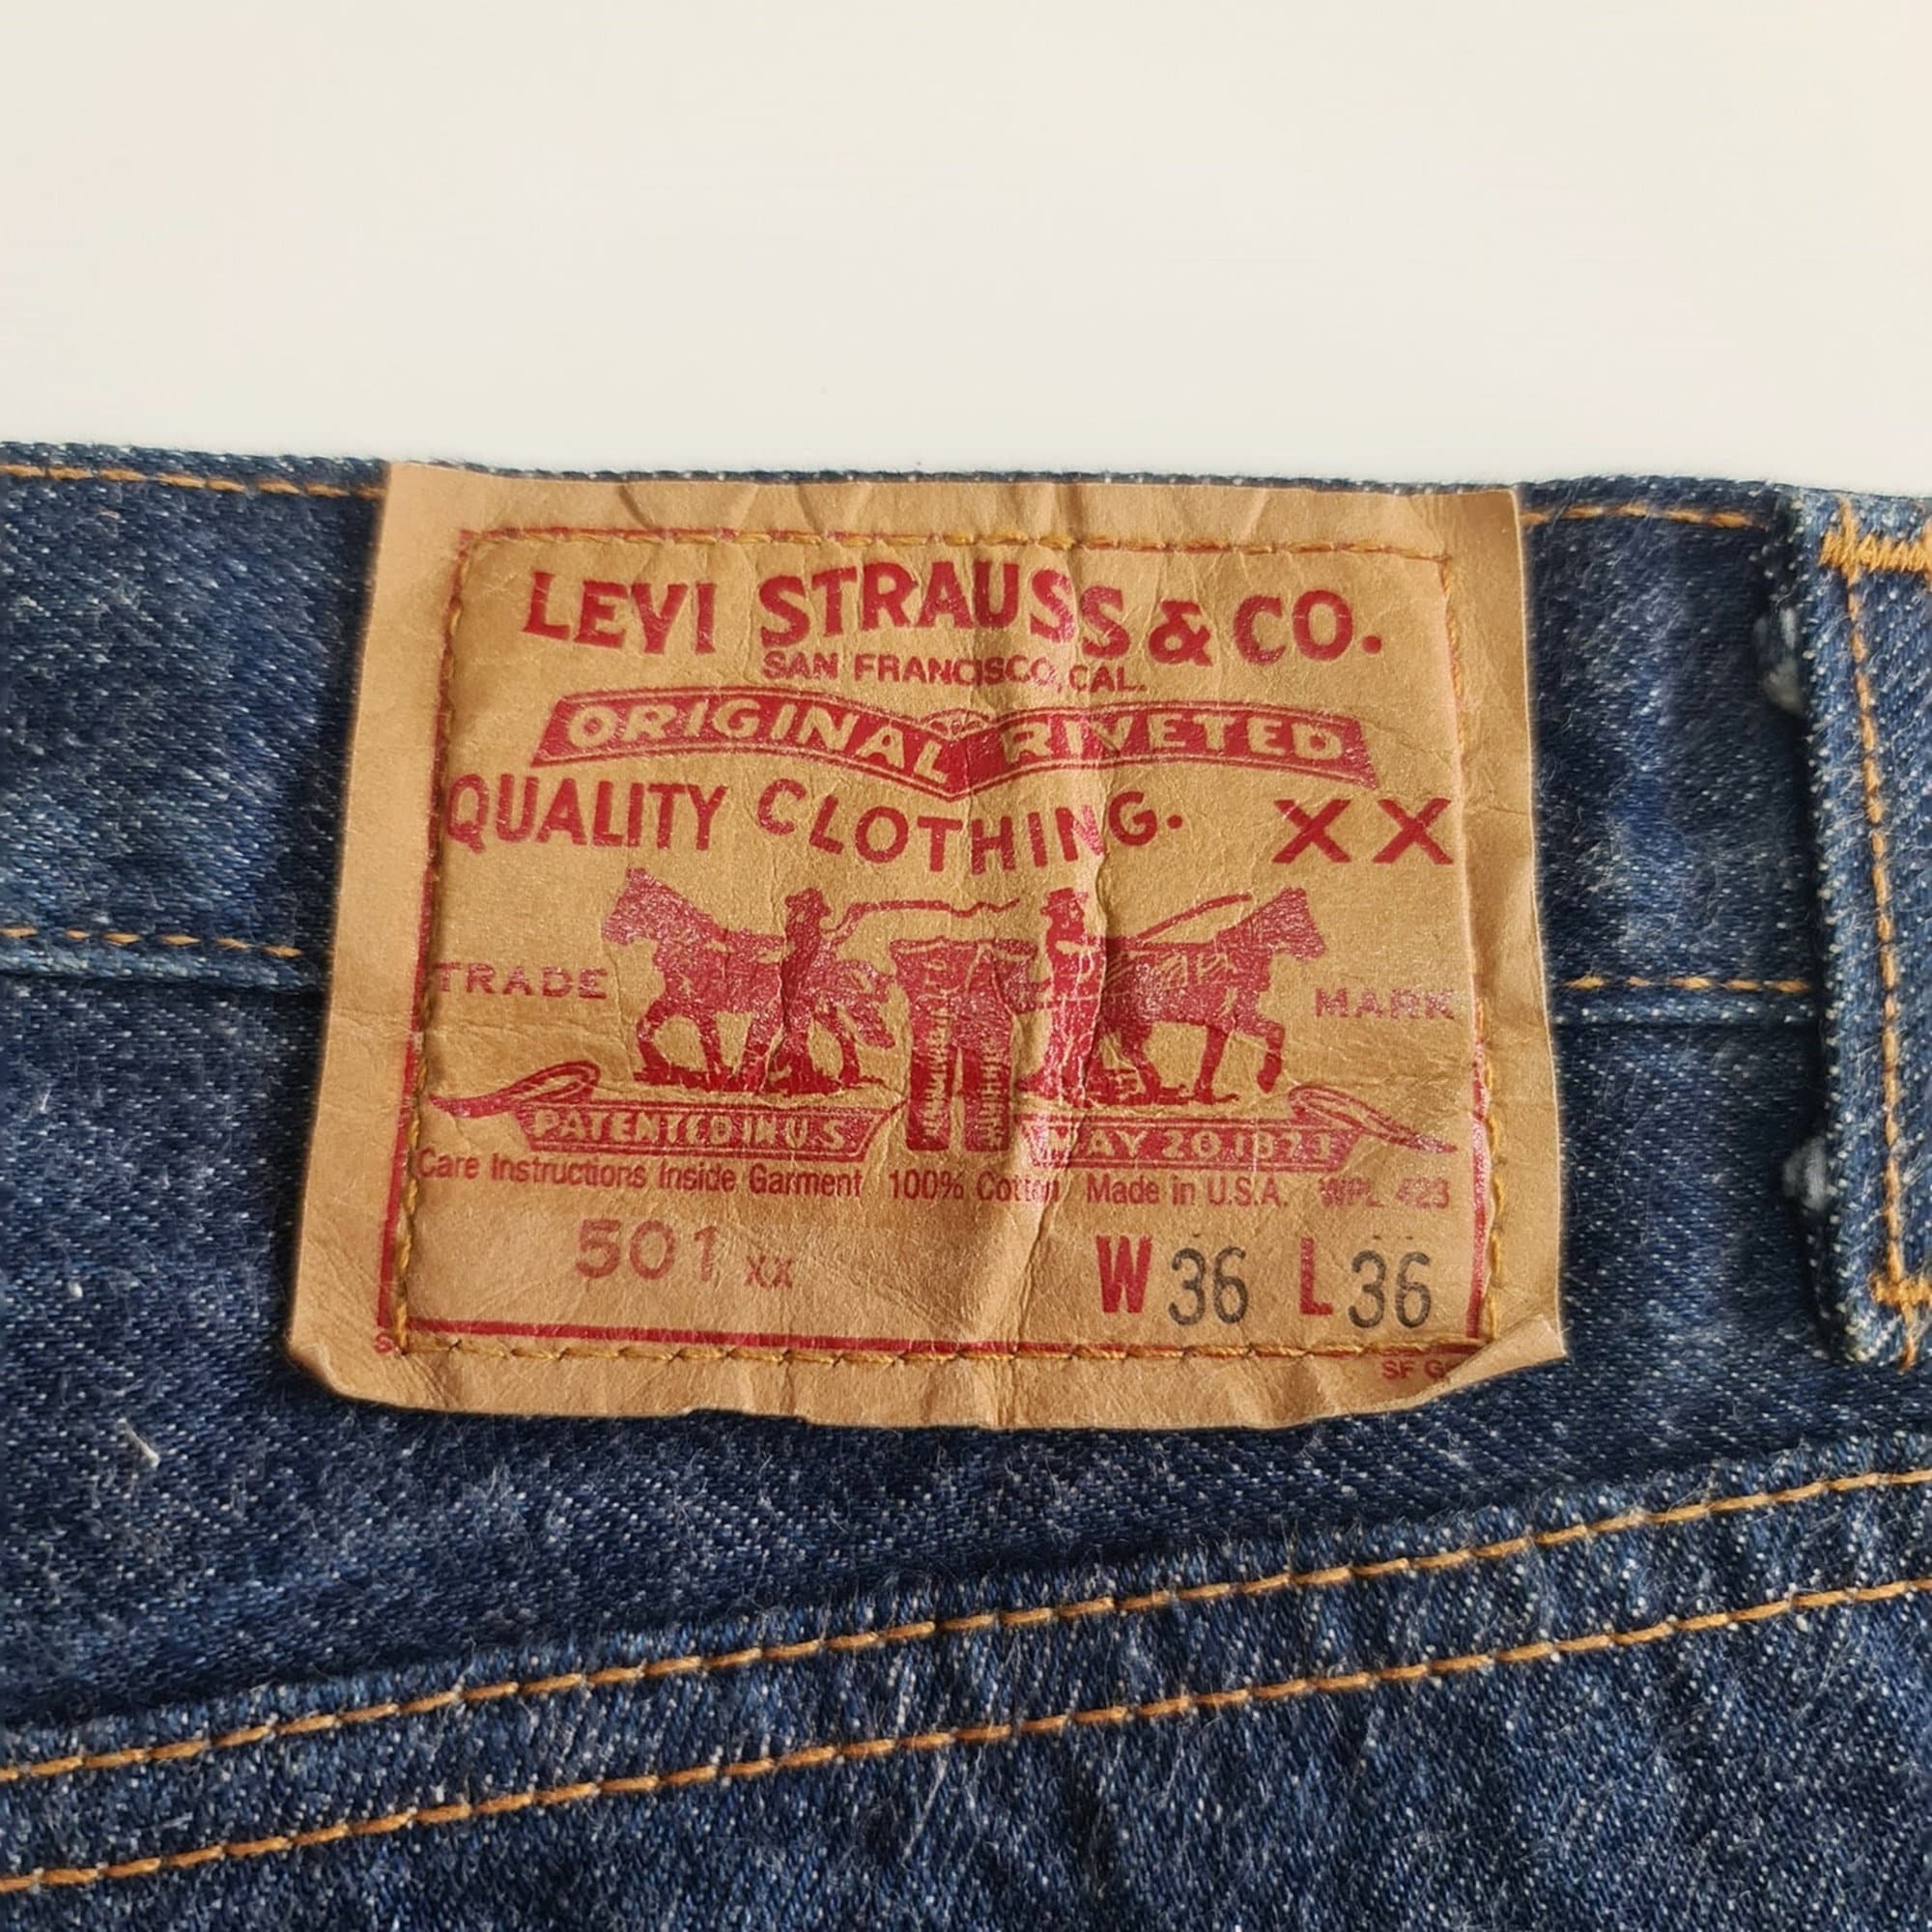 LEVI STRAUSS & CO.
SAN FRANCISCO, CAL.
ORIGINAL RIVETED
QUALITY CLOTHING. XX
TRADE MARK
PATENTED IN U S MAY 20 1873
Care Instructions Inside Garment 100% Cotton Made in U.S.A. WPL 423
501 XX W 36 L 36
SF